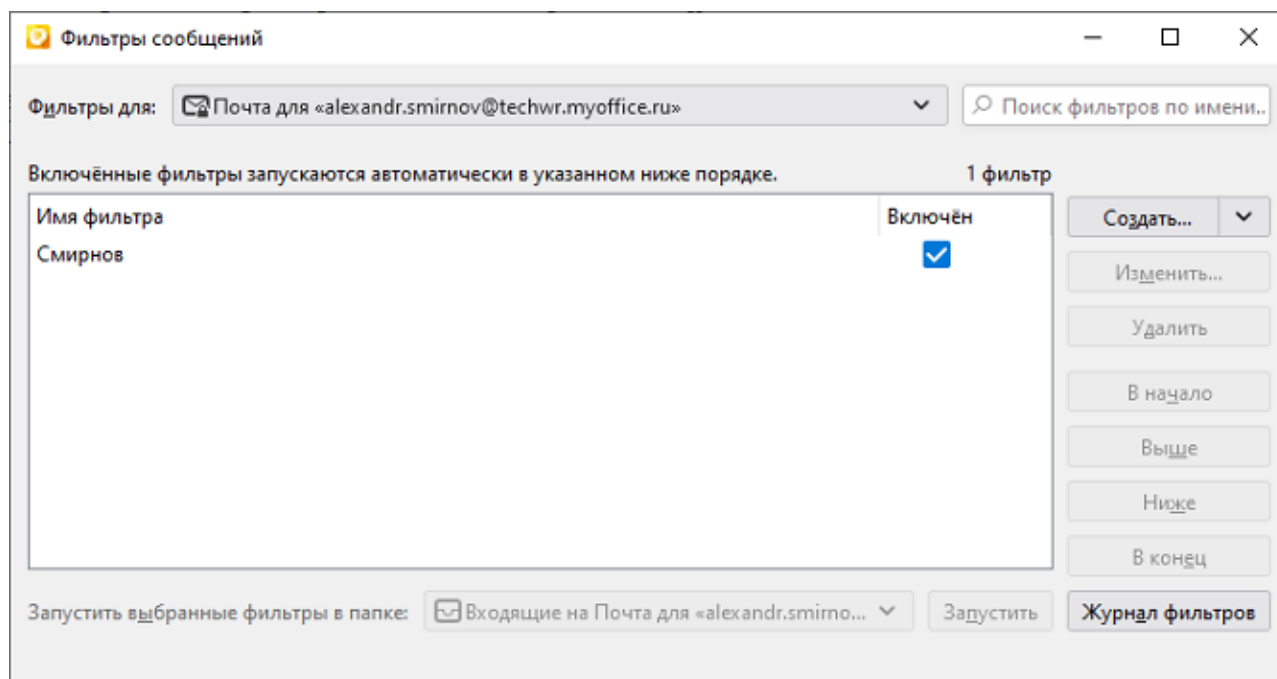 Фильтры сообщений
Фильтры для: Почта для «alexandr.smirnov@techwr.myoffice.ru» Поиск фильтров по имени..
Включённые фильтры запускаются автоматически в указанном ниже порядке. 1 фильтр
Имя фильтра Включён
Создать...
Смирнов
Изменить...
Удалить
В начало
Выше
Ниже
В конец
Запустить выбранные фильтры в папке: Входящие на Почта для «alexandr.smirno... Запустить Журнал фильтров